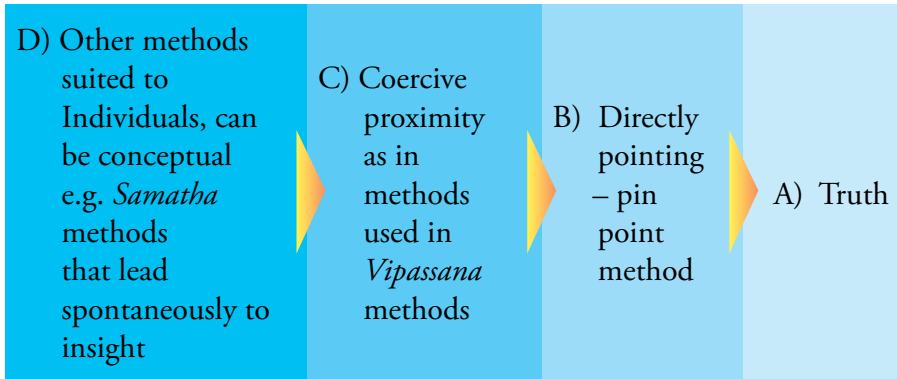 D) Other methods
suited to
Individuals, can
be conceptual
e.g. Samatha
methods
that lead
spontaneously to
insight
C) Coercive
proximity
as in
methods
used in
Vipassana
methods
B) Directly
pointing
– pin
point
method
A) Truth